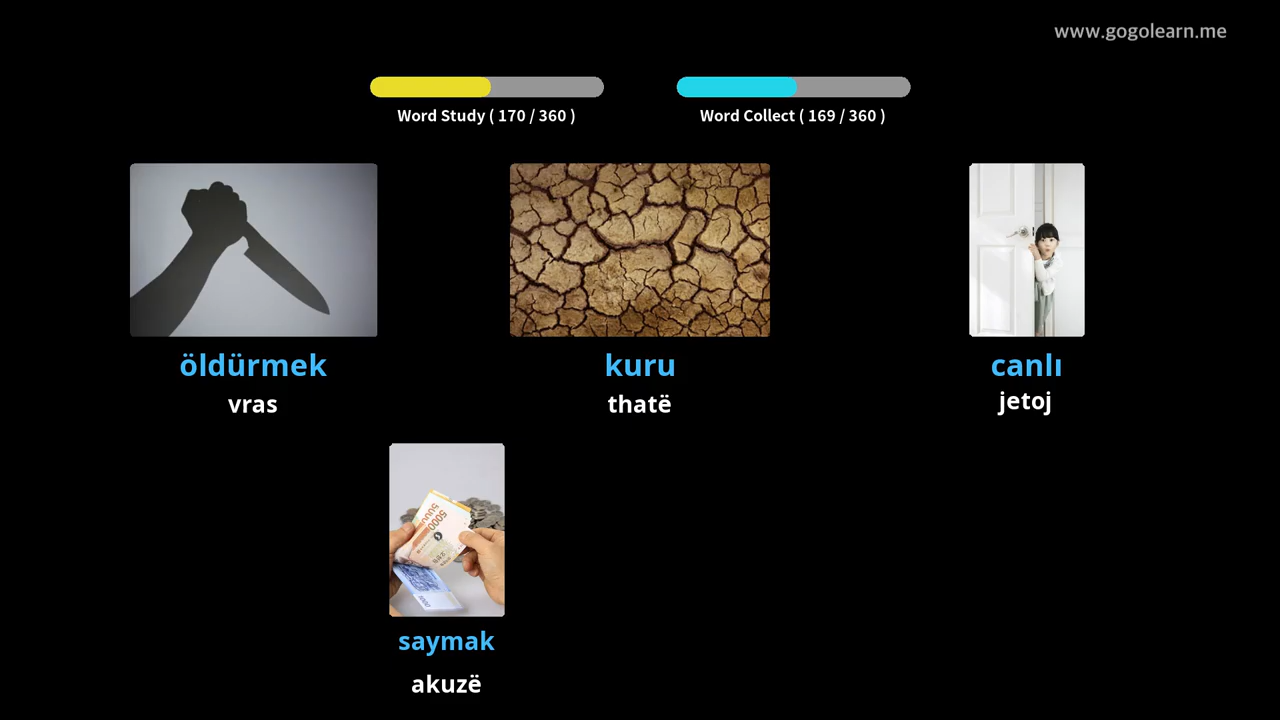 www.gogolearn.me
Word Study ( 170 / 360 )
Word Collect ( 169 / 360 )
öldürmek
vras
kuru
thatë
canlı
jetoj
5000
saymak
akuzë